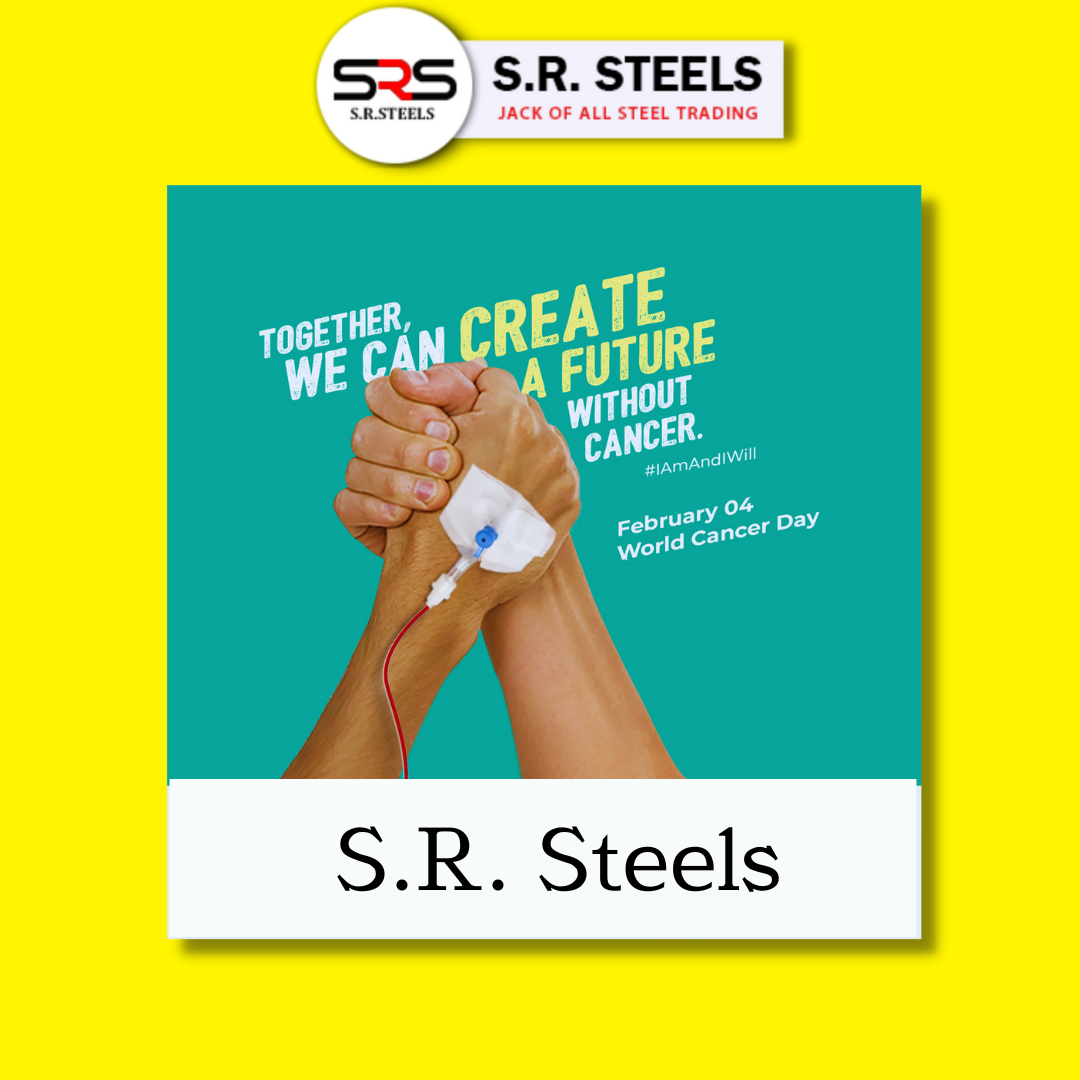 SRS
S.R.STEELS
S.R. STEELS
JACK OF ALL STEEL TRADING
TOGETHER,
WE CAN CREATE
A FUTURE
WITHOUT
CANCER.
#IAmAndIWill
February 04
World Cancer Day
S.R. Steels